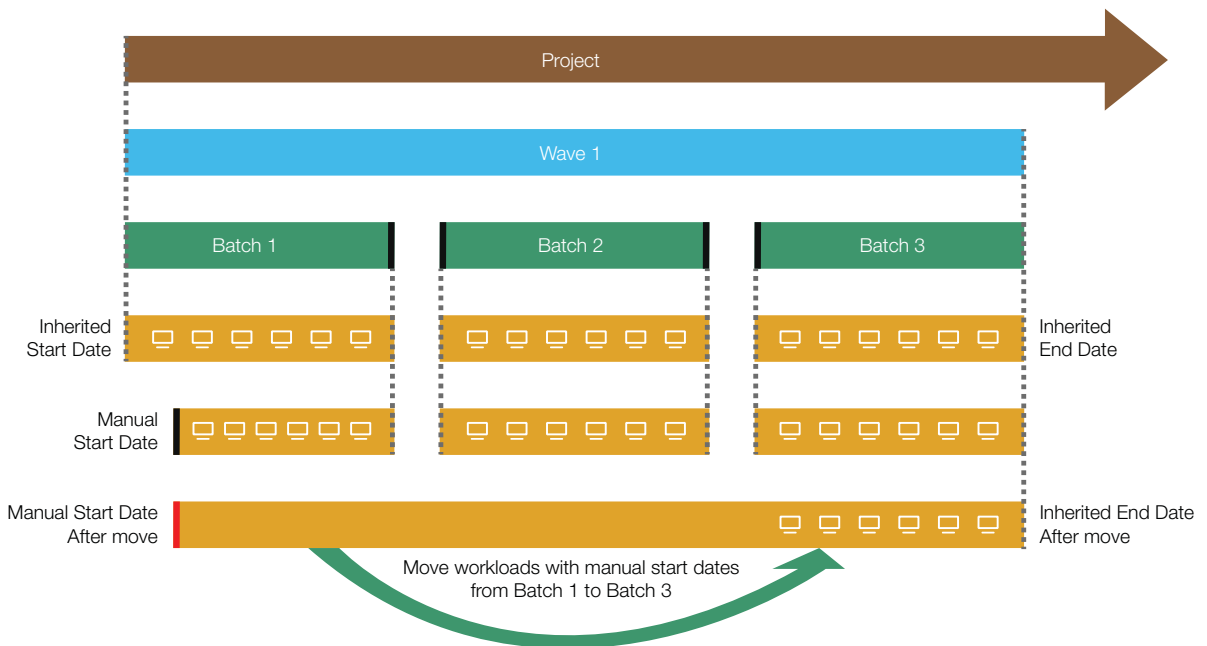 Project
Wave 1
Batch 1
Batch 2
Batch 3
Inherited
Start Date
Inherited
End Date
Manual
Start Date
Manual Start Date
After move
Inherited End Date
After move
Move workloads with manual start dates
from Batch 1 to Batch 3